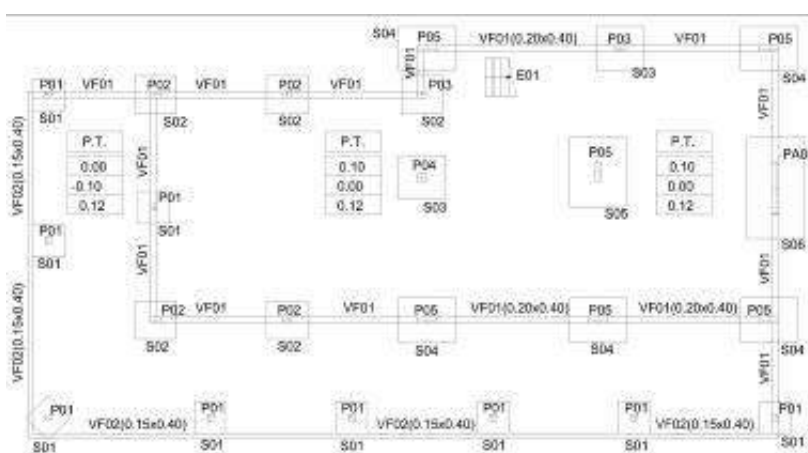 S04 P05 VF01(0.20x0.40) P03 VF01 P05
VF01 E01 S03 S04
P01 VF01 P02 VF01 P02 VF01 P03 VF01
S01 S02 S02 S02
VF02(0.15x0.40)
P.T. P.T. P.T.
0.00 0.10 0.10
-0.10 0.00 0.00
0.12 0.12 0.12
VF01 P04 P05
P01 S03 S05
S01
P01 VF01
S01
VF02(0.15x0.40) VF01
P02 VF01 P02 VF01 P05 VF01(0.20x0.40) P05 VF01(0.20x0.40) P05
S02 S02 S04 S04 S04
VF01
P01 P01 P01 P01 P01 P01
VF02(0.15x0.40) VF02(0.15x0.40) VF02(0.15x0.40)
S01 S01 S01 S01 S01 S01